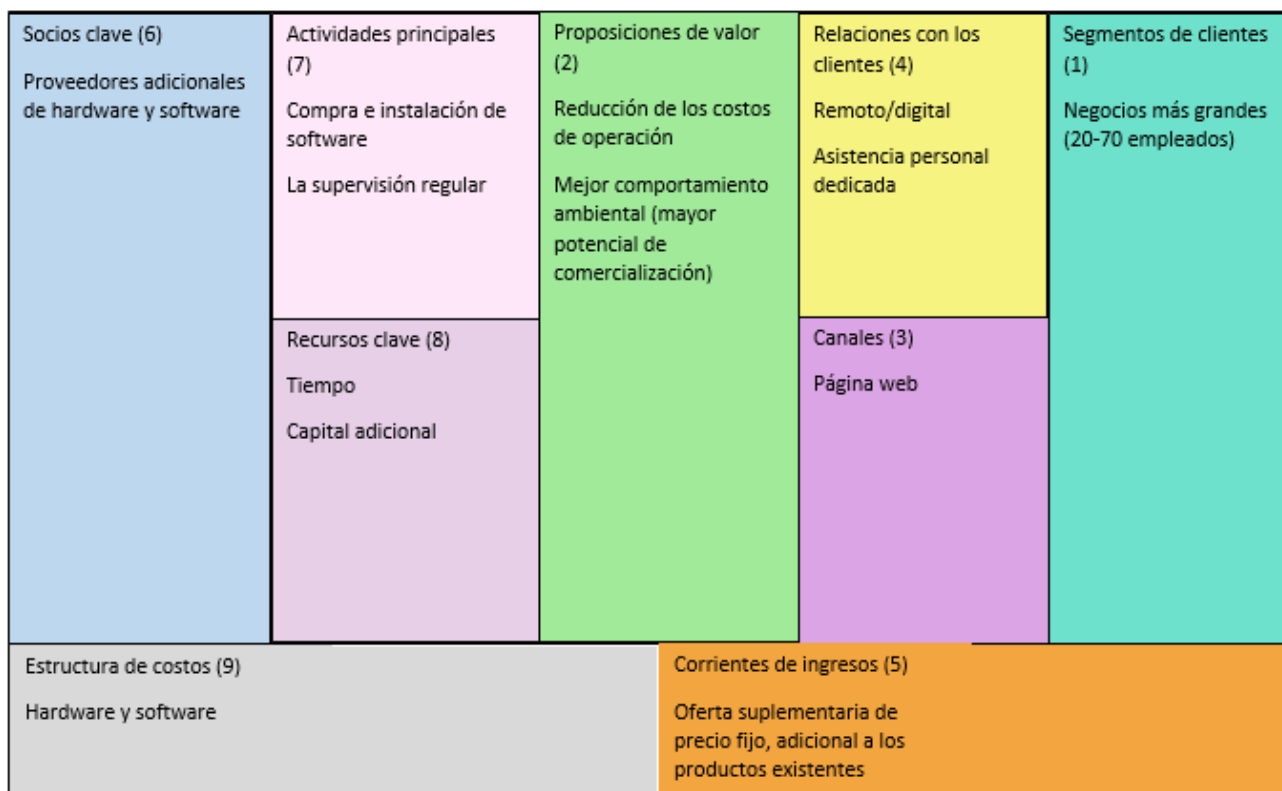 Socios clave (6)
Proveedores adicionales
de hardware y software
Actividades principales
(7)
Compra e instalación de
software
La supervisión regular
Recursos clave (8)
Tiempo
Capital adicional
Proposiciones de valor
(2)
Reducción de los costos
de operación
Mejor comportamiento
ambiental (mayor
potencial de
comercialización)
Relaciones con los
clientes (4)
Remoto/digital
Asistencia personal
dedicada
Canales (3)
Página web
Segmentos de clientes
(1)
Negocios más grandes
(20-70 empleados)
Estructura de costos (9)
Hardware y software
Corrientes de ingresos (5)
Oferta suplementaria de
precio fijo, adicional a los
productos existentes